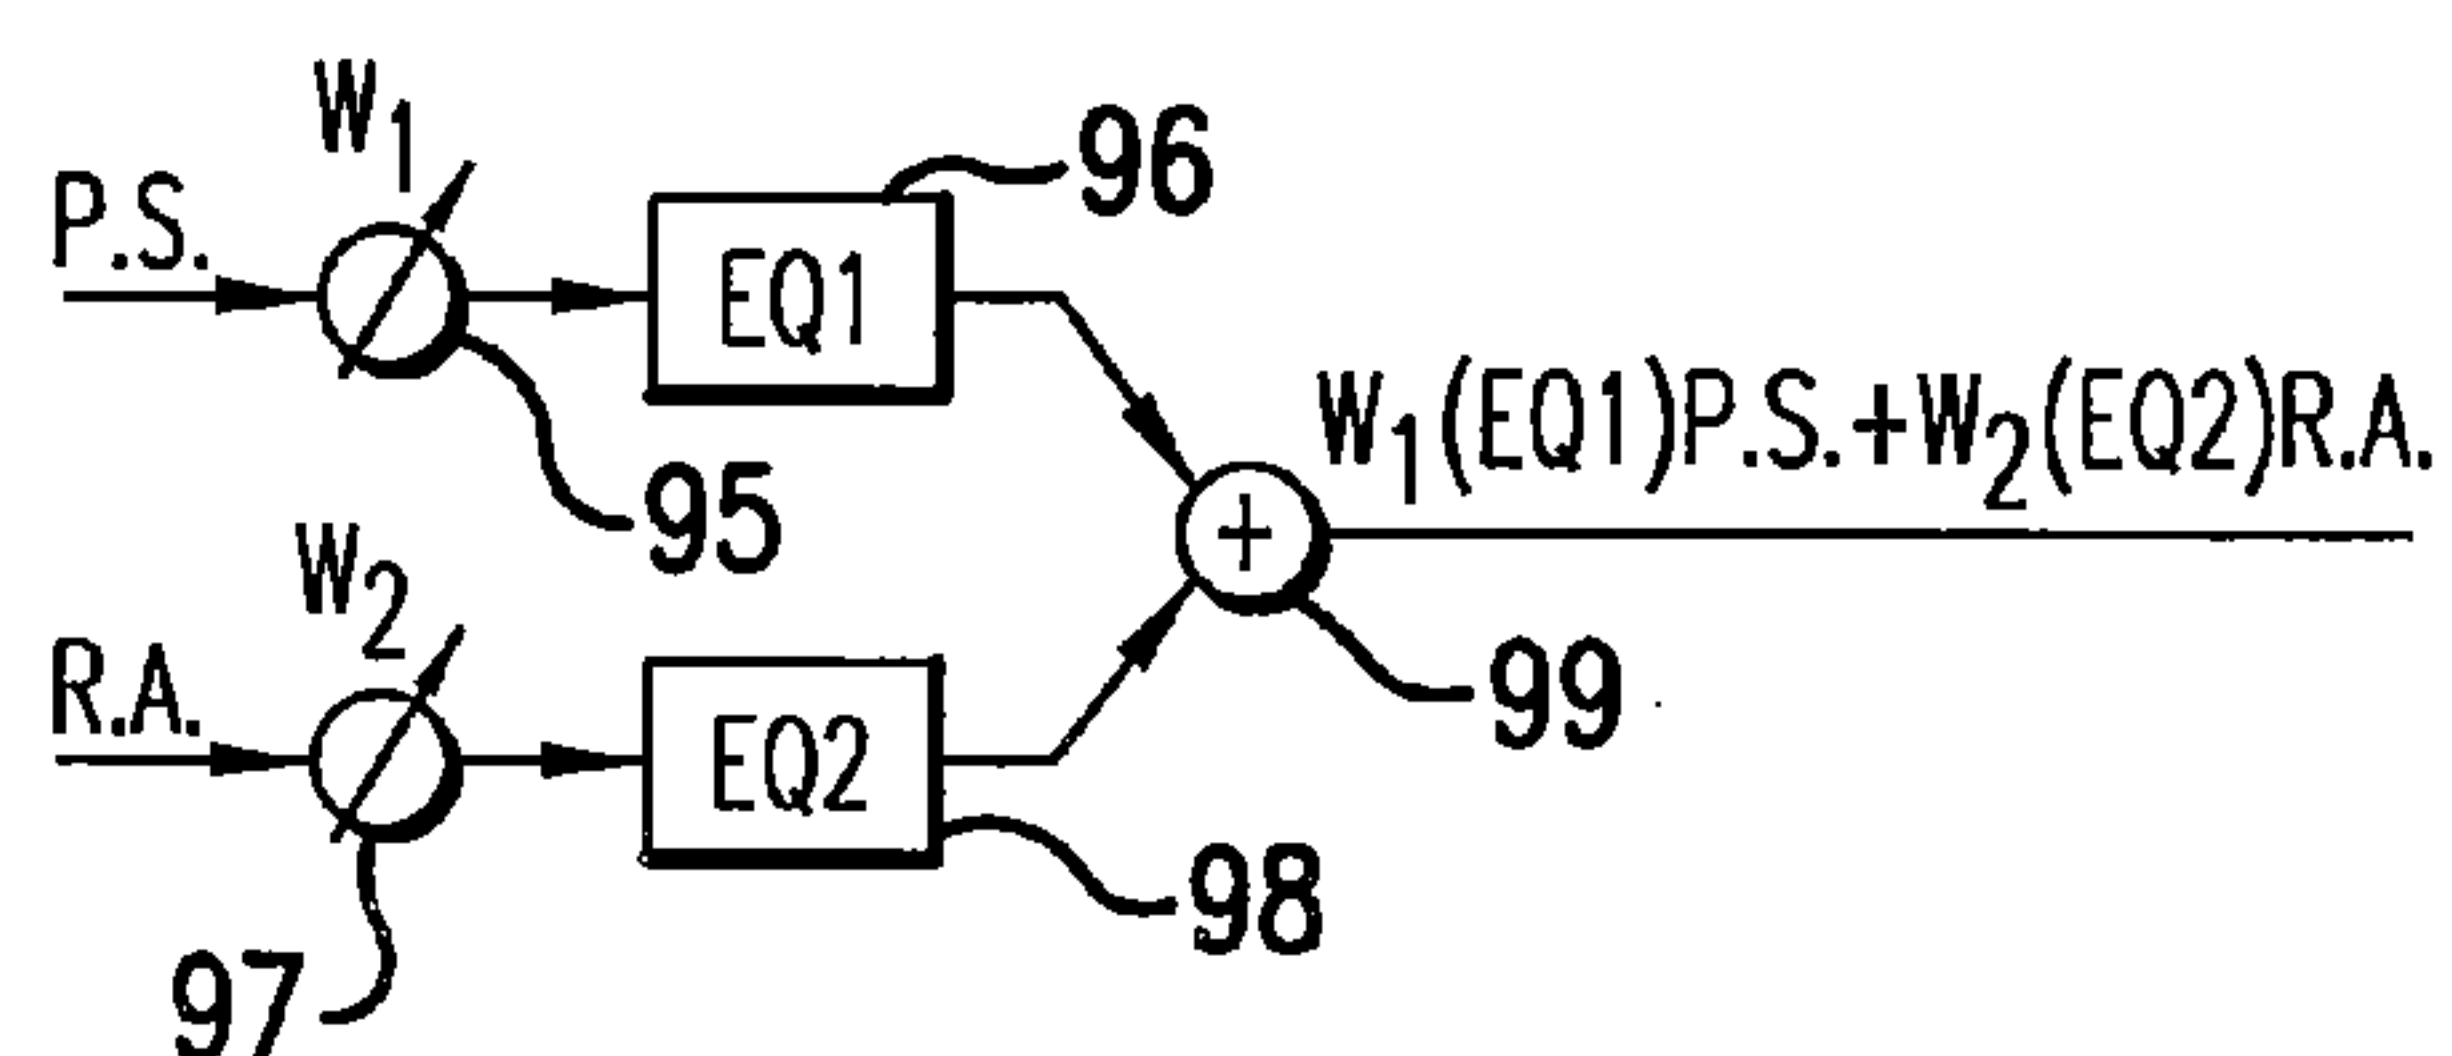 W1
P.S.
EQ1
96
95
W1(EQ1)P.S.+W2(EQ2)R.A.
W2
R.A.
EQ2
99
98
97